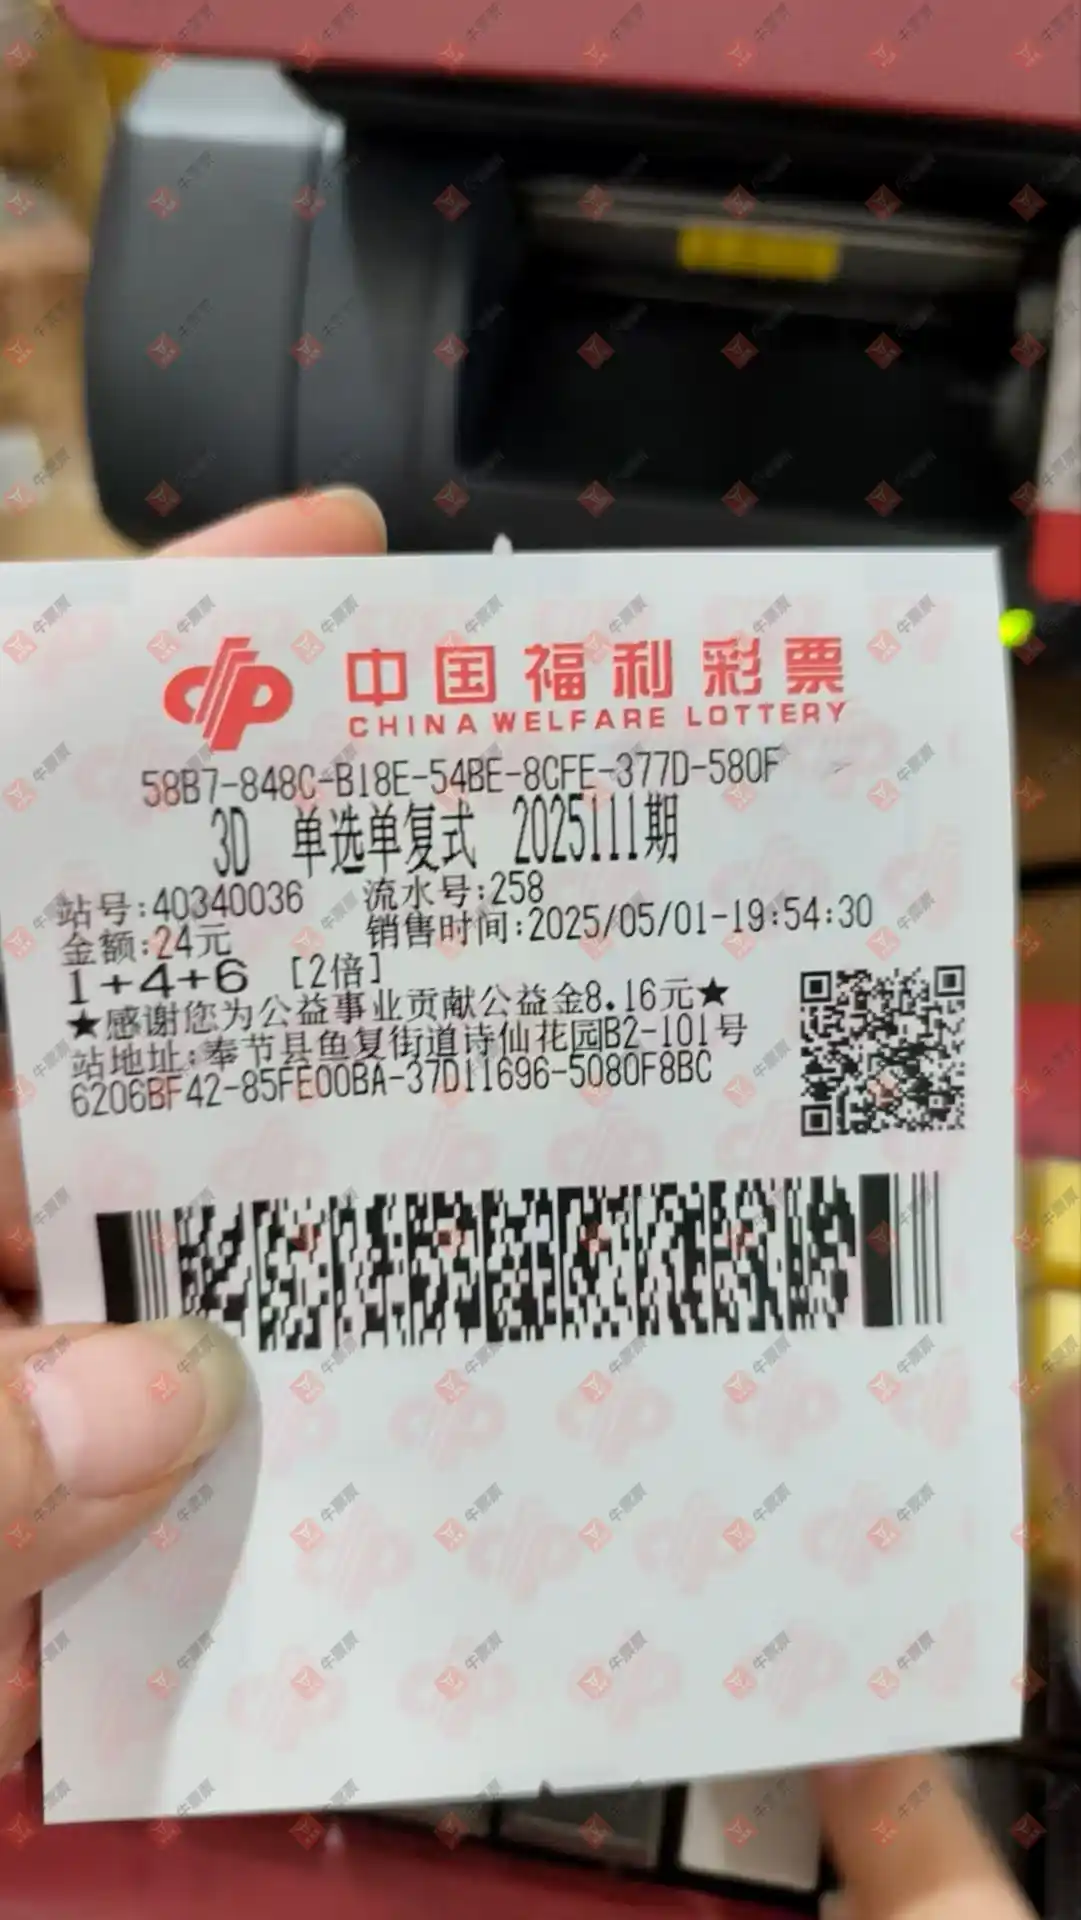 中国福利彩票
CHINA WELFARE LOTTERY
58B7-848C-B18E-54BE-8CFE-377D-580F
3D 单选单复式 2025111期
站号:40340036 流水号:258
金额:24元 销售时间:2025/05/01-19:54:30
1+4+6 [2倍]
★感谢您为公益事业贡献公益金8.16元★
站地址:奉节县鱼复街道诗仙花园B2-101号
6206BF42-85FE00BA-37D11696-5080F8BC
牛票票